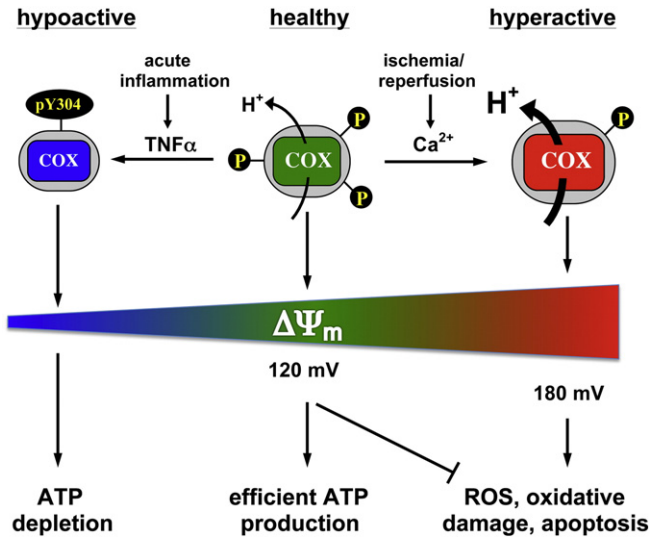 hypoactive
healthy
hyperactive
acute
inflammation
ischemia/
reperfusion
pY304
H+
H+
P
P
COX
TNFα
P
COX
Ca2+
COX
P
ΔΨm
120 mV
180 mV
ATP
depletion
efficient ATP
production
ROS, oxidative
damage, apoptosis